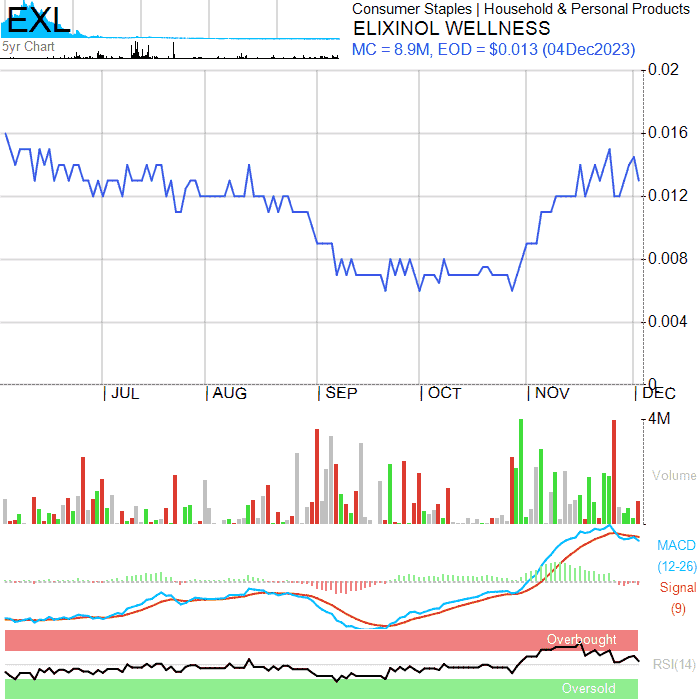 EXL
5yr Chart
Consumer Staples | Household & Personal Products
ELIXINOL WELLNESS
MC = 8.9M, EOD = $0.013 (04Dec2023)
0.02
0.016
0.012
0.008
0.004
0
JUL AUG SEP OCT NOV DEC
4M
Volume
MACD
(12-26)
Signal
(9)
Overbought
RSI(14)
Oversold